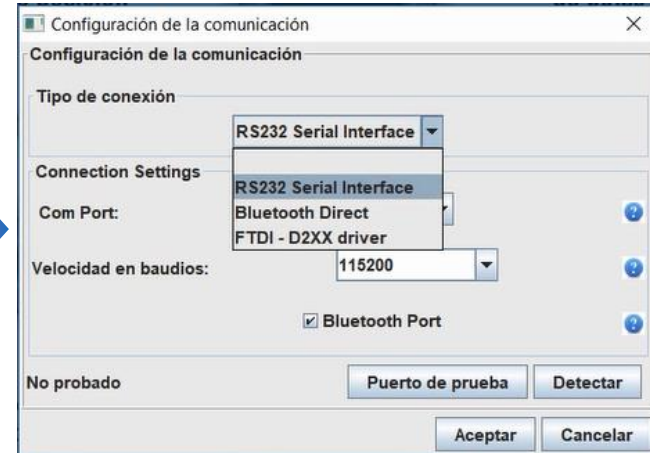 Configuración de la comunicación
Configuración de la comunicación
Tipo de conexión
RS232 Serial Interface
Connection Settings
RS232 Serial Interface
Com Port:
Bluetooth Direct
FTDI - D2XX driver
Velocidad en baudios:
115200
Bluetooth Port
No probado
Puerto de prueba
Detectar
Aceptar
Cancelar